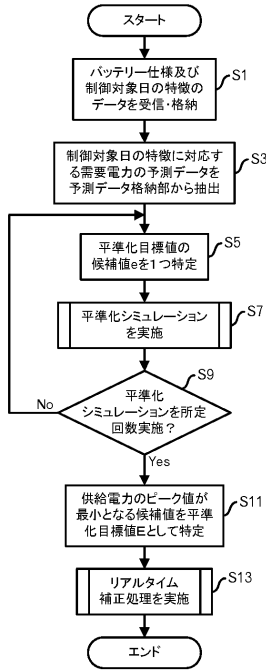 スタート
バッテリー仕様及び
制御対象日の特徴の
データを受信・格納
S1
制御対象日の特徴に対応
する需要電力の予測データを
予測データ格納部から抽出
S3
平準化目標値の
候補値eを1つ特定
S5
平準化シミュレーション
を実施
S7
平準化
シミュレーションを所定
回数実施?
S9
No
Yes
供給電力のピーク値が
最小となる候補値を平準
化目標値Eとして特定
S11
リアルタイム
補正処理を実施
S13
エンド